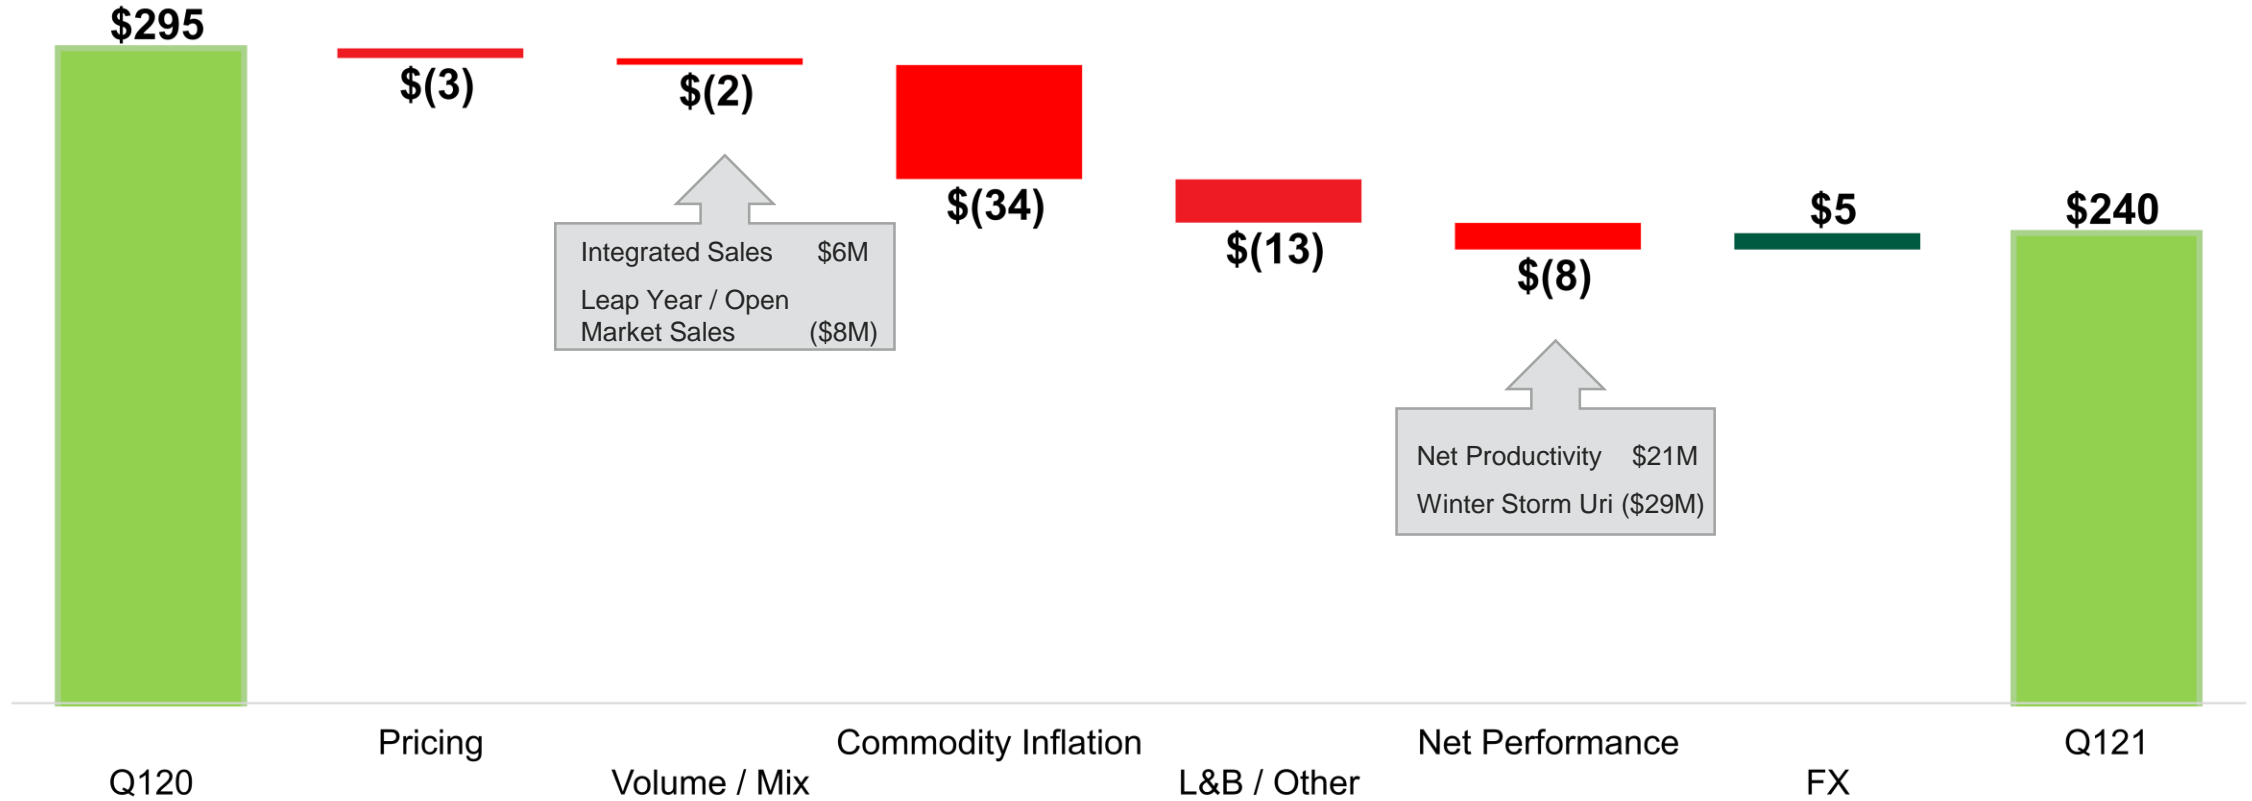 $295
$(3)
$(2)
$(34)
$(13)
$(8)
$5
$240
Integrated Sales $6M
Leap Year / Open
Market Sales ($8M)
Net Productivity $21M
Winter Storm Uri ($29M)
Q120
Pricing
Volume / Mix
Commodity Inflation
L&B / Other
Net Performance
FX
Q121